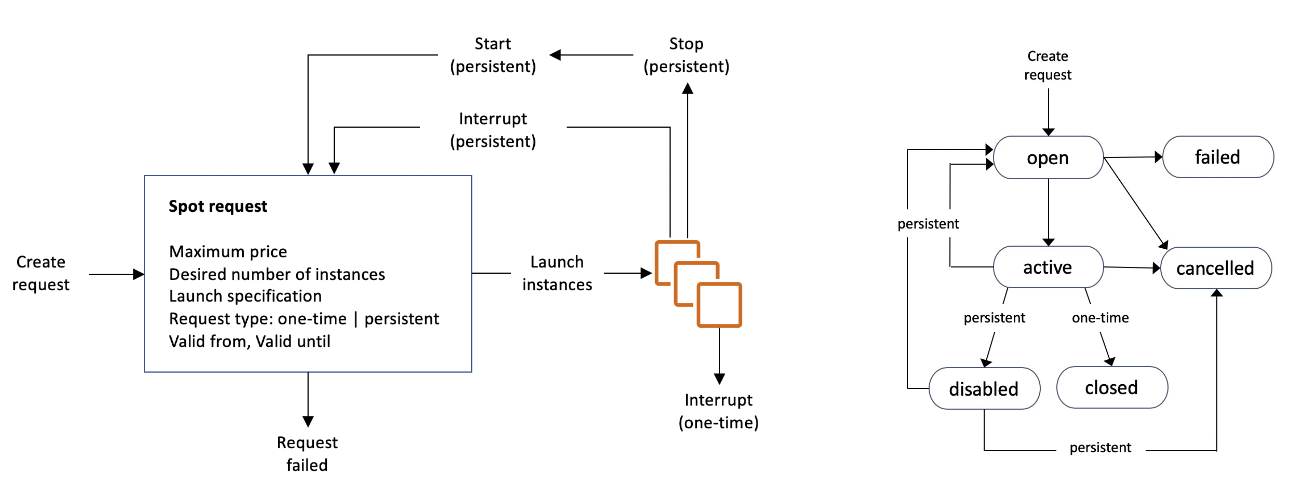 Start
(persistent)
Stop
(persistent)
Interrupt
(persistent)
Create
request
Spot request
Maximum price
Desired number of instances
Launch specification
Request type: one-time | persistent
Valid from, Valid until
Launch
instances
Interrupt
(one-time)
Request
failed
Create
request
open
failed
persistent
active
cancelled
persistent
one-time
disabled
closed
persistent